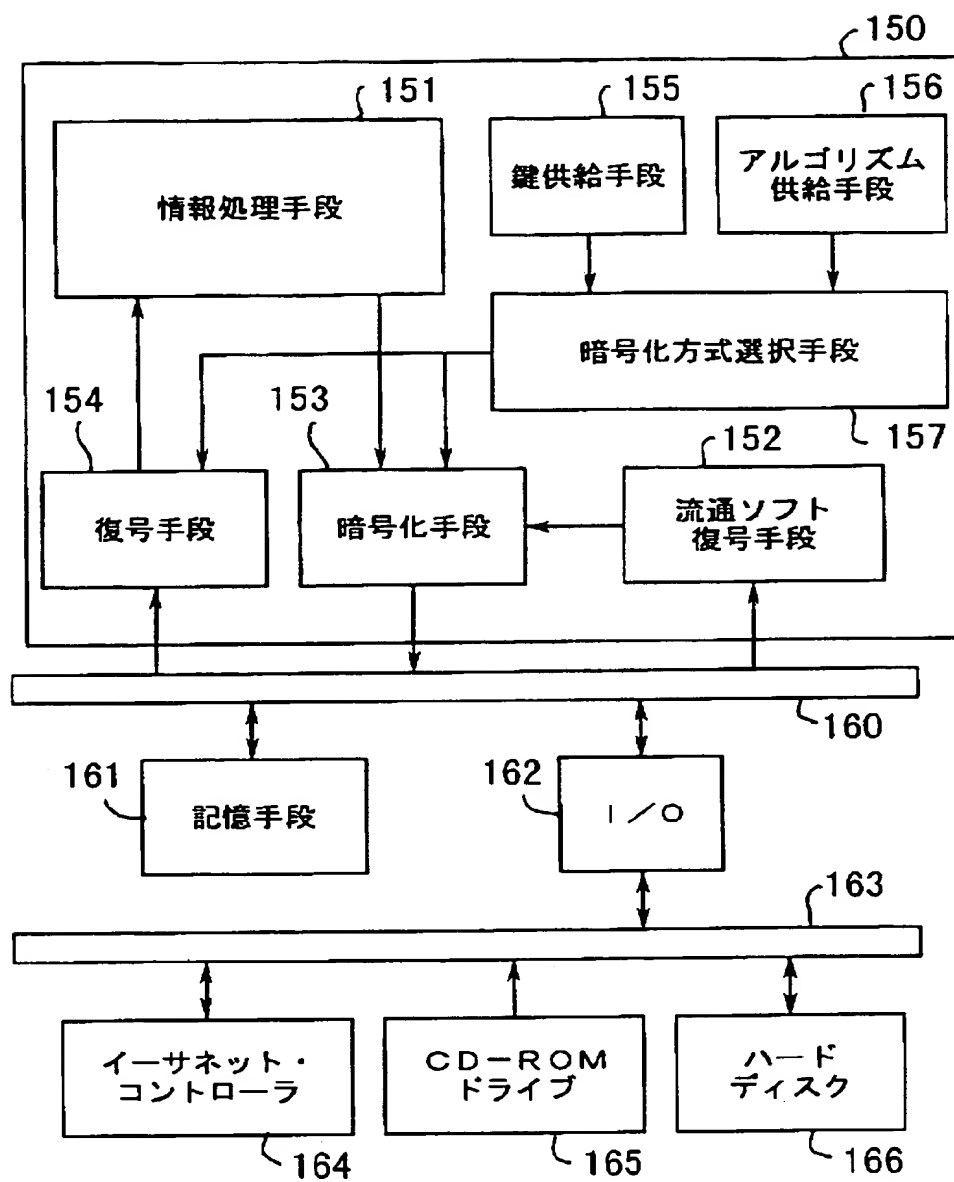 150
151
155
156
情報処理手段
鍵供給手段
アルゴリズム
供給手段
暗号化方式選択手段
154
153
157
152
復号手段
暗号化手段
流通ソフト
復号手段
160
161
162
記憶手段
I/O
163
イーサネット・
コントローラ
CD-ROM
ドライブ
ハード
ディスク
164
165
166